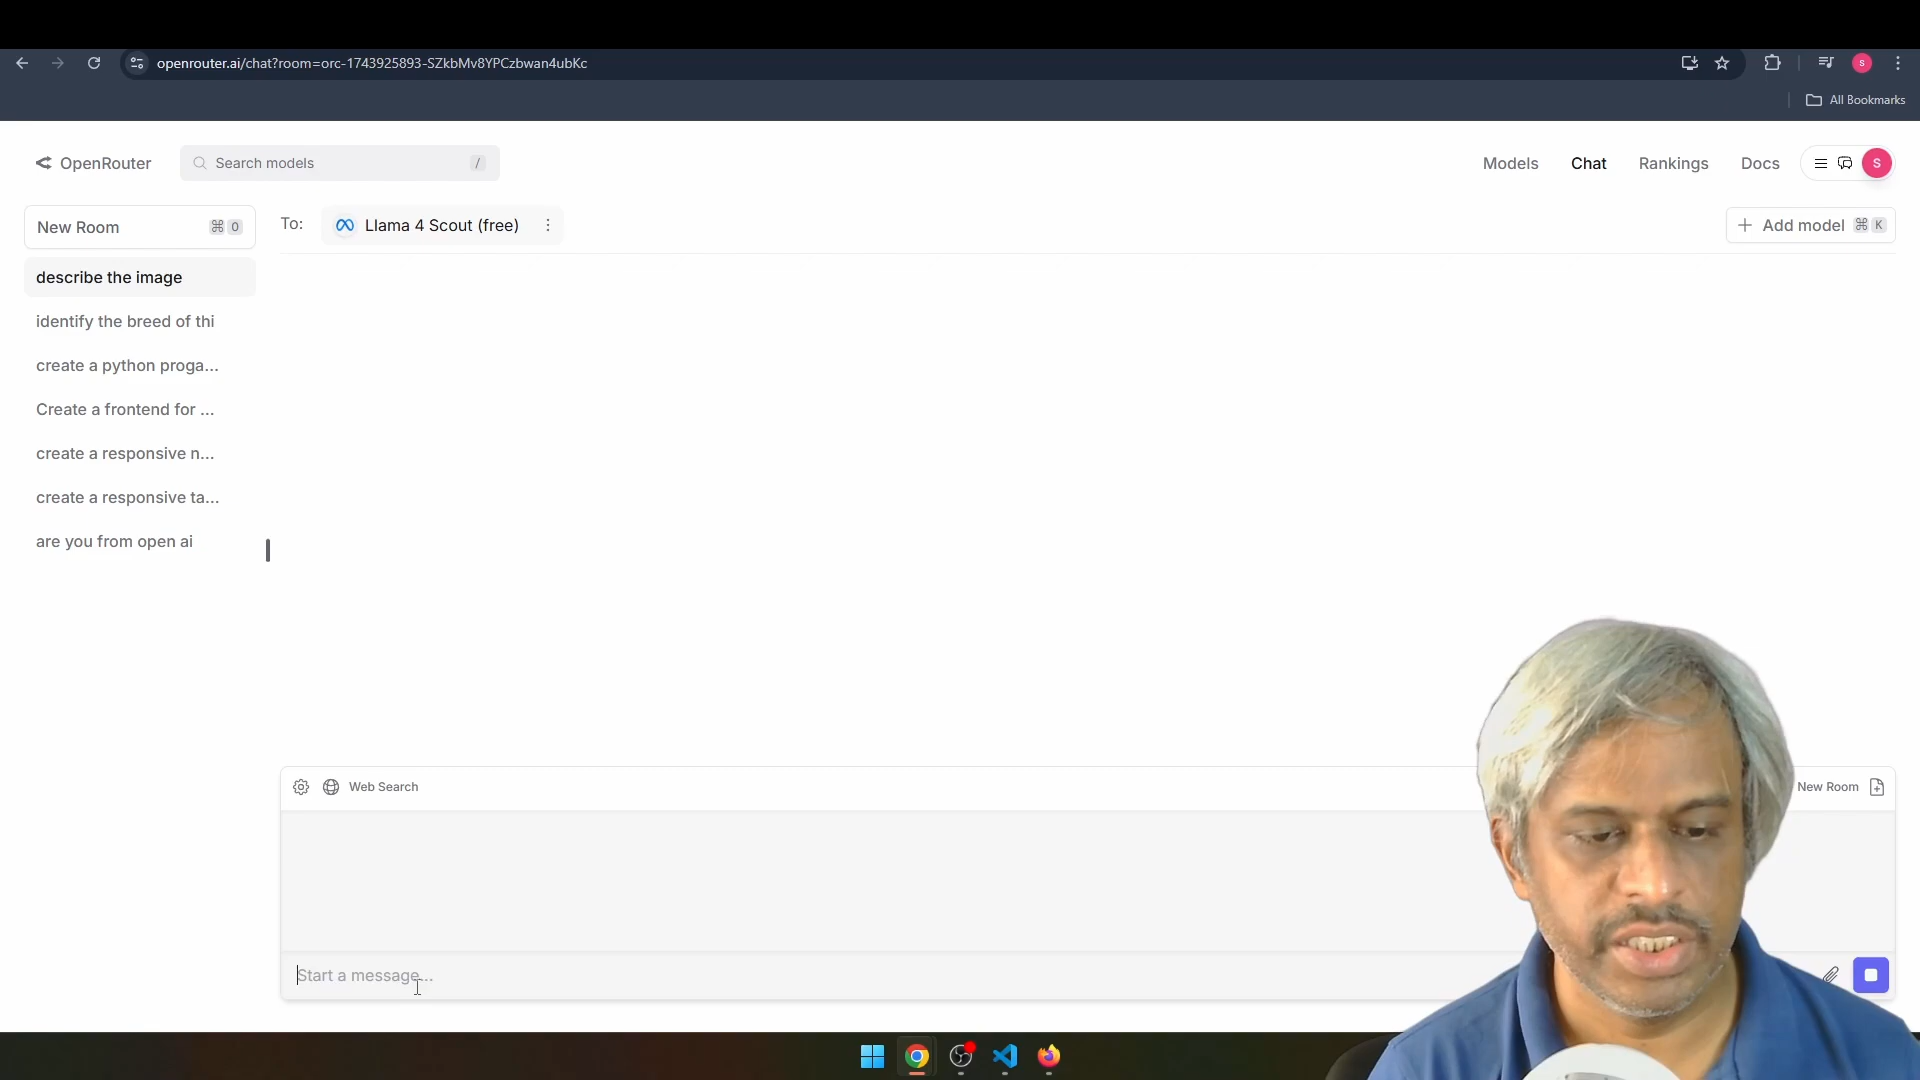 openrouter.ai/chat?room=orc-1743925893-SZkbMv8YPCzbwan4ubKc
S
All Bookmarks
OpenRouter
Search models
/
Models
Chat
Rankings
Docs
S
New Room
⌘ 0
To:
Llama 4 Scout (free)
Add model
⌘ K
describe the image
identify the breed of thi
create a python proga...
Create a frontend for ...
create a responsive n...
create a responsive ta...
are you from open ai
Web Search
New Room
Start a message...